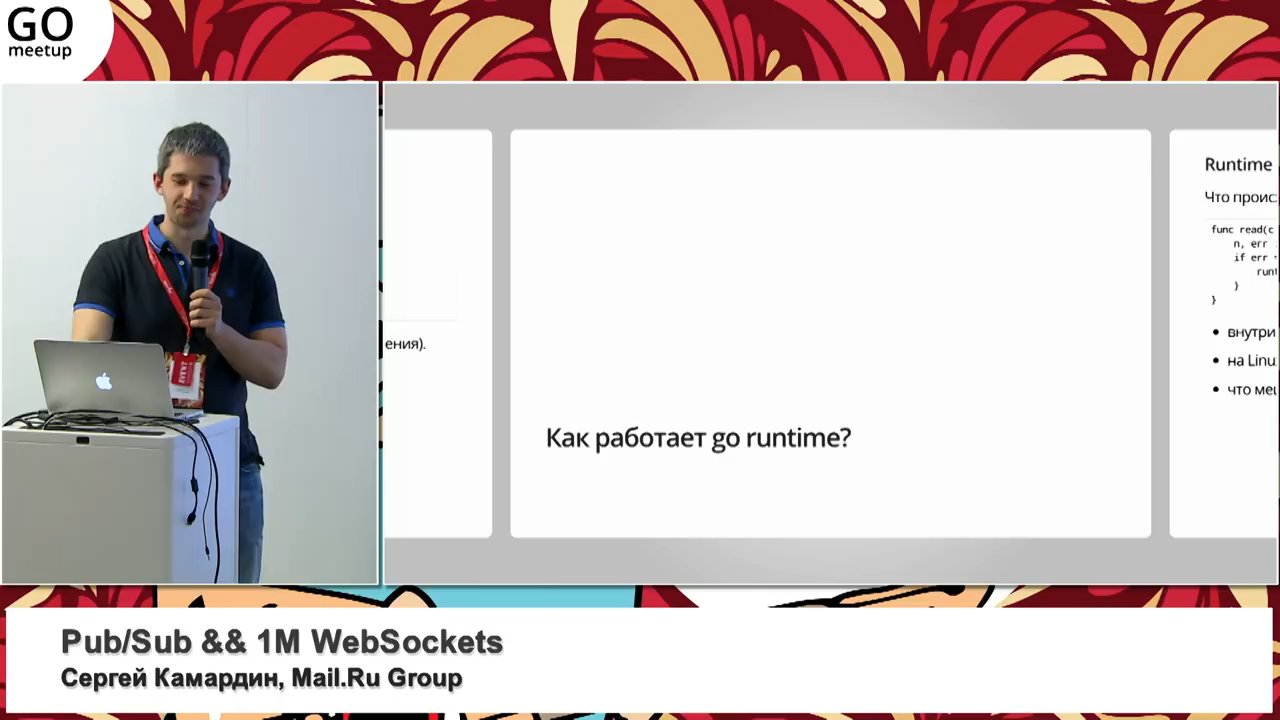 GO
meetup
ения).
Как работает go runtime?
Runtime
Что проис
func read(c
n, err
if err
runt
}
}
• внутри
• на Linu
• что ме
Pub/Sub && 1M WebSockets
Сергей Камардин, Mail.Ru Group